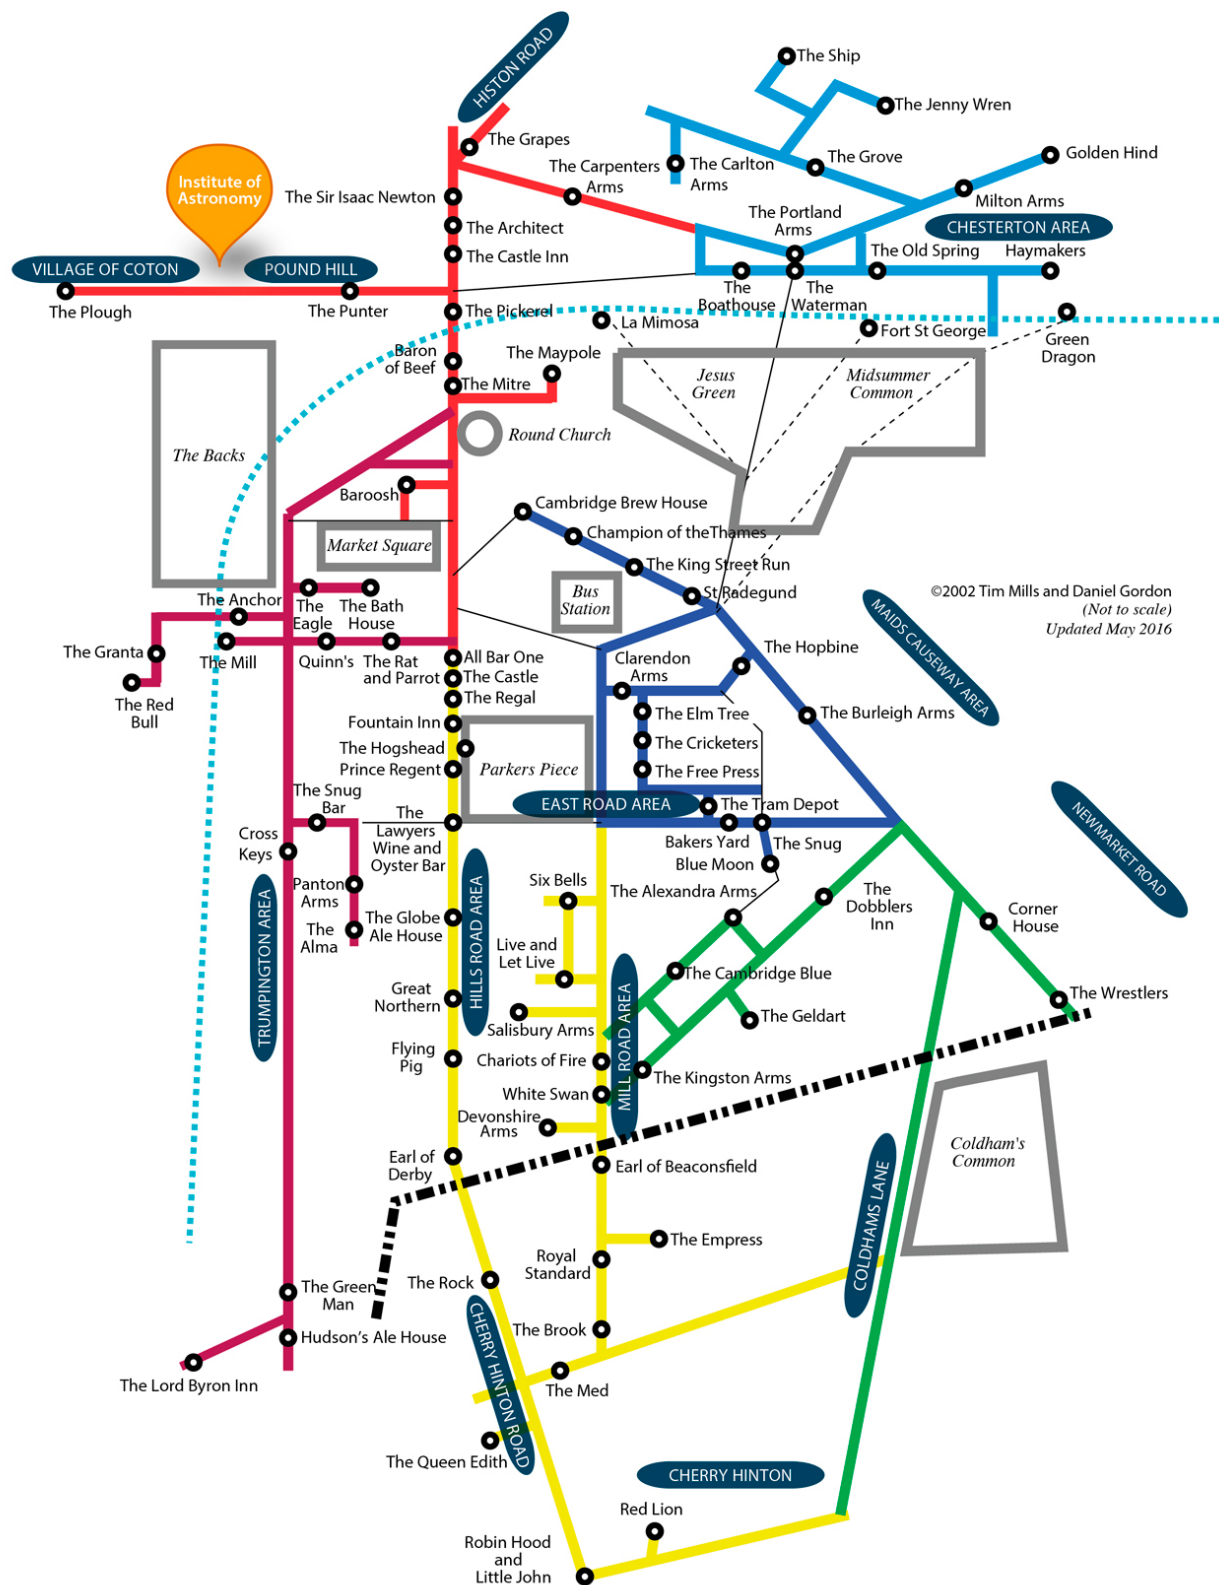 HISTON ROAD
The Ship
The Jenny Wren
The Grapes
The Carpenters
Arms
The Carlton
Arms
The Grove
Golden Hind
Institute of
Astronomy
The Sir Isaac Newton
Milton Arms
The Portland
Arms
CHESTERTON AREA
The Architect
The Castle Inn
The Old Spring
Haymakers
VILLAGE OF COTON
POUND HILL
The Plough
The Punter
The
Boathouse
The
Waterman
The Pickerel
La Mimosa
Fort St George
Green
Dragon
Baron
of Beef
The Maypole
The Mitre
Jesus
Green
Midsummer
Common
The Backs
Round Church
Baroosh
Cambridge Brew House
Market Square
Champion of theThames
The King Street Run
Bus
Station
St Radegund
©2002 Tim Mills and Daniel Gordon
(Not to scale)
Updated May 2016
MAIDS CAUSEWAY AREA
The Anchor
The
Eagle
The Bath
House
The Granta
The Mill
Quinn's
The Rat
and Parrot
All Bar One
The Castle
The Regal
The Red
Bull
Clarendon
Arms
The Hopbine
The Elm Tree
The Burleigh Arms
Fountain Inn
The Hogshead
Prince Regent
Parkers Piece
The Cricketers
The Free Press
EAST ROAD AREA
The Tram Depot
NEWMARKET ROAD
The Snug
Bar
The
Lawyers
Wine and
Oyster Bar
Bakers Yard
The Snug
Blue Moon
Cross
Keys
Panton
Arms
The
Alma
TRUMPINGTON AREA
The Globe
Ale House
HILLS ROAD AREA
Six Bells
The Alexandra Arms
The
Dobblers
Inn
Corner
House
Live and
Let Live
The Cambridge Blue
Great
Northern
The Wrestlers
Salisbury Arms
The Geldart
MILL ROAD AREA
Flying
Pig
Chariots of Fire
The Kingston Arms
White Swan
Devonshire
Arms
Earl of
Derby
Earl of Beaconsfield
Coldham's
Common
COLDHAMS LANE
The Empress
Royal
Standard
The Rock
The Green
Man
The Brook
Hudson's Ale House
CHERRY HINTON ROAD
The Lord Byron Inn
The Med
The Queen Edith
CHERRY HINTON
Red Lion
Robin Hood
and
Little John